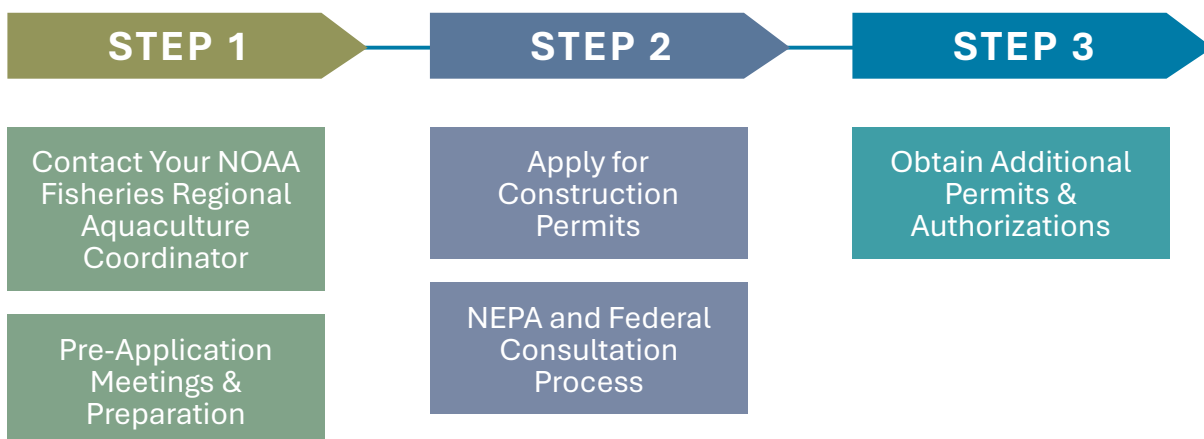 STEP 1
STEP 2
STEP 3
Contact Your NOAA
Fisheries Regional
Aquaculture
Coordinator
Pre-Application
Meetings &
Preparation
Apply for
Construction
Permits
NEPA and Federal
Consultation
Process
Obtain Additional
Permits &
Authorizations